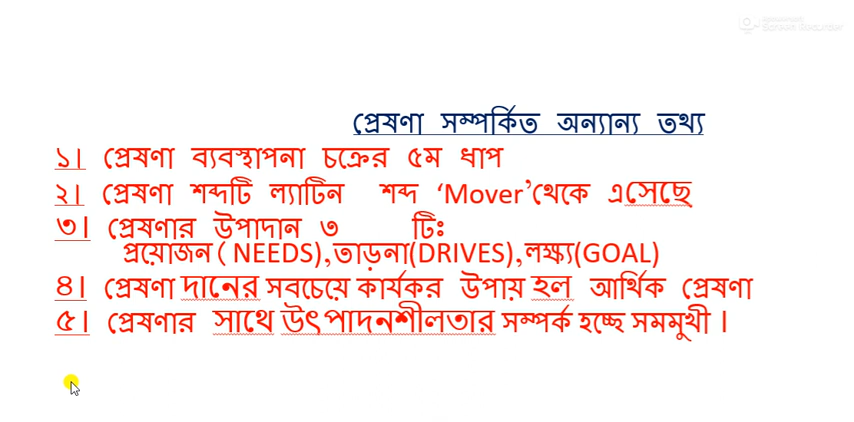 Screen Recorder
প্রেষণা সম্পর্কিত অন্যান্য তথ্য
১। প্রেষণা ব্যবস্থাপনা চক্রের ৫ম ধাপ
২। প্রেষণা শব্দটি ল্যাটিন শব্দ ‘Mover’ থেকে এসেছে
৩। প্রেষণার উপাদান ৩ টিঃ
প্রয়োজন (NEEDS),তাড়না(DRIVES),লক্ষ্য(GOAL)
৪। প্রেষণা দানের সবচেয়ে কার্যকর উপায় হল আর্থিক প্রেষণা
৫। প্রেষণার সাথে উৎপাদনশীলতার সম্পর্ক হচ্ছে সমমুখী ।